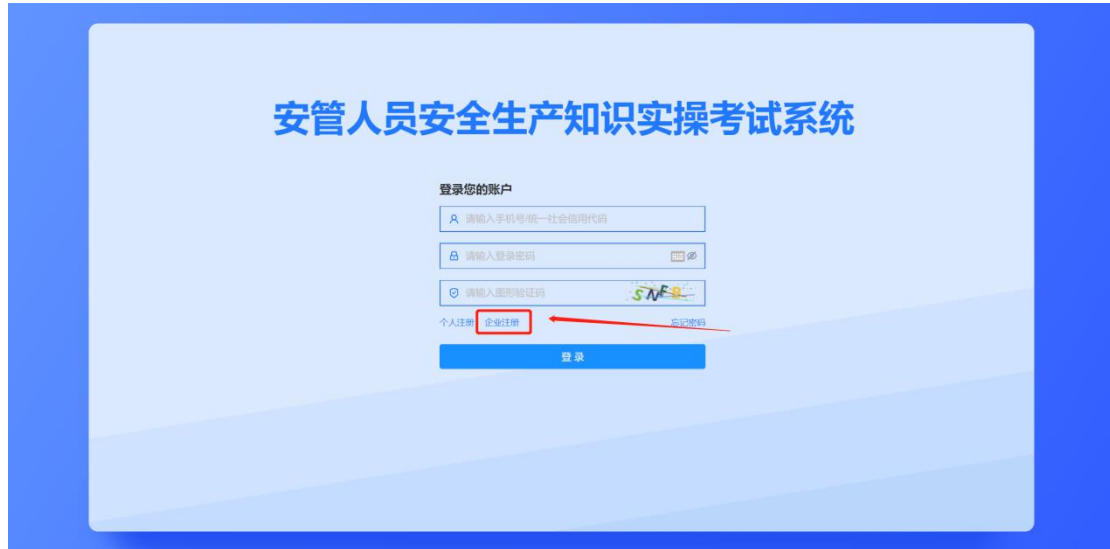 安管人员安全生产知识实操考试系统
登录您的账户
请输入手机号/统一社会信用代码
请输入登录密码
请输入图形验证码 SNFB
个人注册 企业注册 忘记密码
登 录